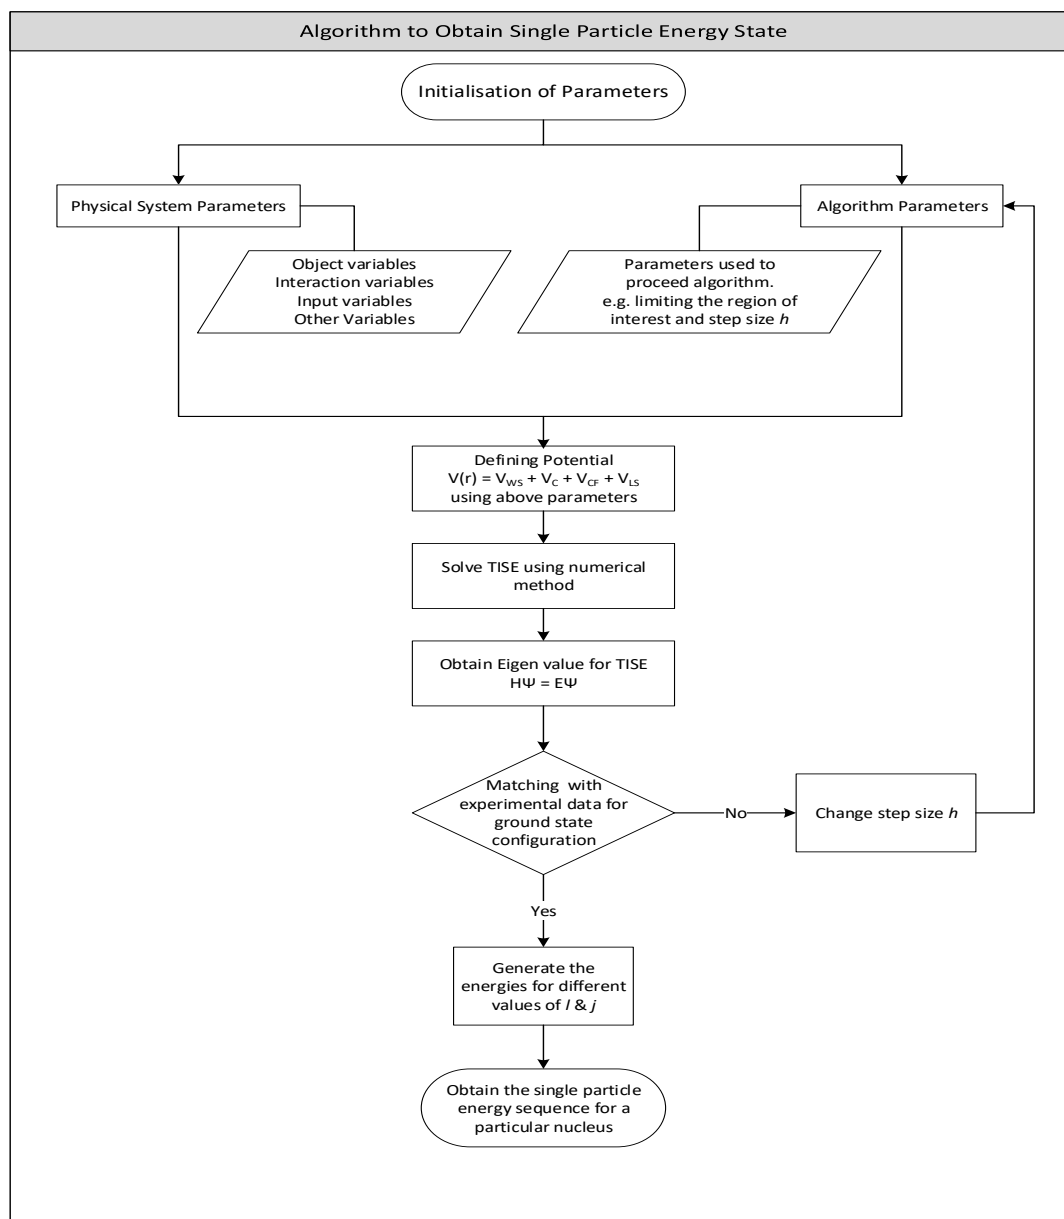 Algorithm to Obtain Single Particle Energy State
Initialisation of Parameters
Physical System Parameters
Algorithm Parameters
Object variables
Interaction variables
Input variables
Other Variables
Parameters used to
proceed algorithm.
e.g. limiting the region of
interest and step size h
Defining Potential
V(r) = V_WS + V_C + V_CF + V_LS
using above parameters
Solve TISE using numerical
method
Obtain Eigen value for TISE
HΨ = EΨ
Matching with
experimental data for
ground state
configuration
No
Change step size h
Yes
Generate the
energies for different
values of l & j
Obtain the single particle
energy sequence for a
particular nucleus